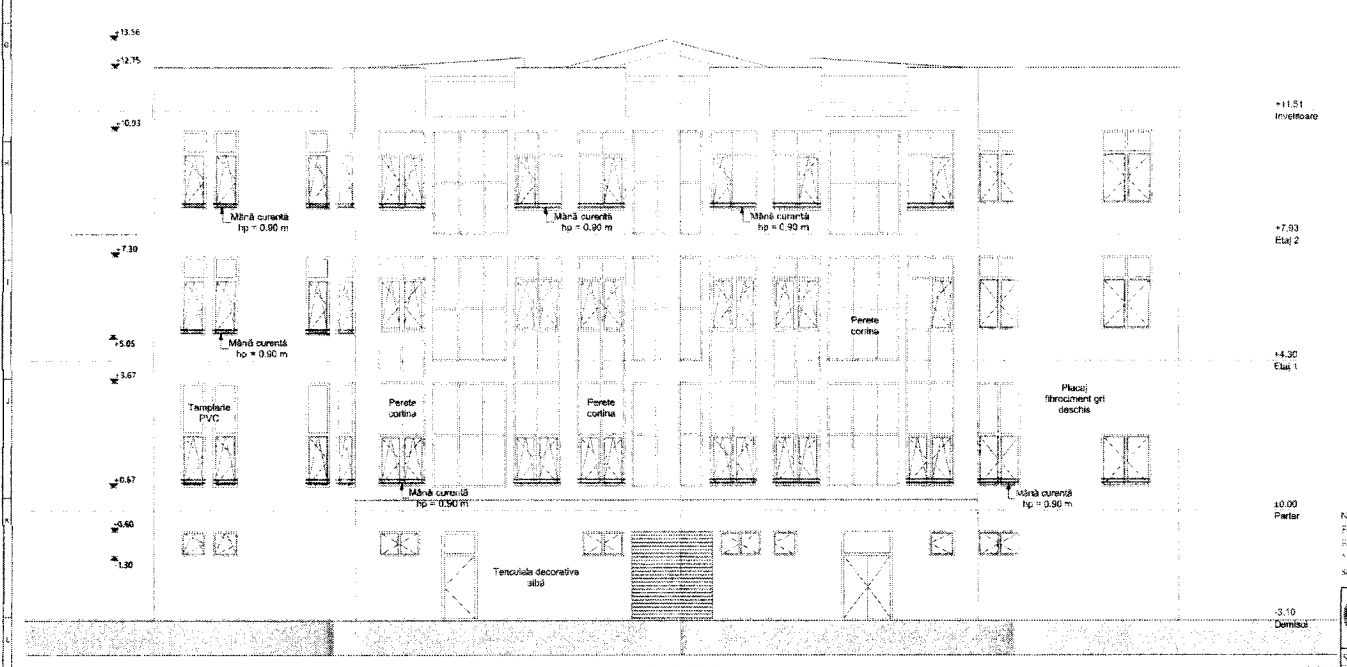 +13.56
+12.75
+11.51
Invelitoare
+10.93
Mână curentă
hp = 0.90 m
Mână curentă
hp = 0.90 m
Mână curentă
hp = 0.90 m
+7.93
Etaj 2
+7.30
Perete
cortina
Mână curentă
hp = 0.90 m
+5.05
+4.30
Etaj 1
+3.67
Tamplarie
PVC
Perete
cortina
Perete
cortina
Placaj
fibrociment gri
deschis
+0.57
Mână curentă
hp = 0.90 m
Mână curentă
hp = 0.90 m
±0.00
Parter
-0.60
-1.30
Tencuiala decorativa
alba
-3.10
Demisol